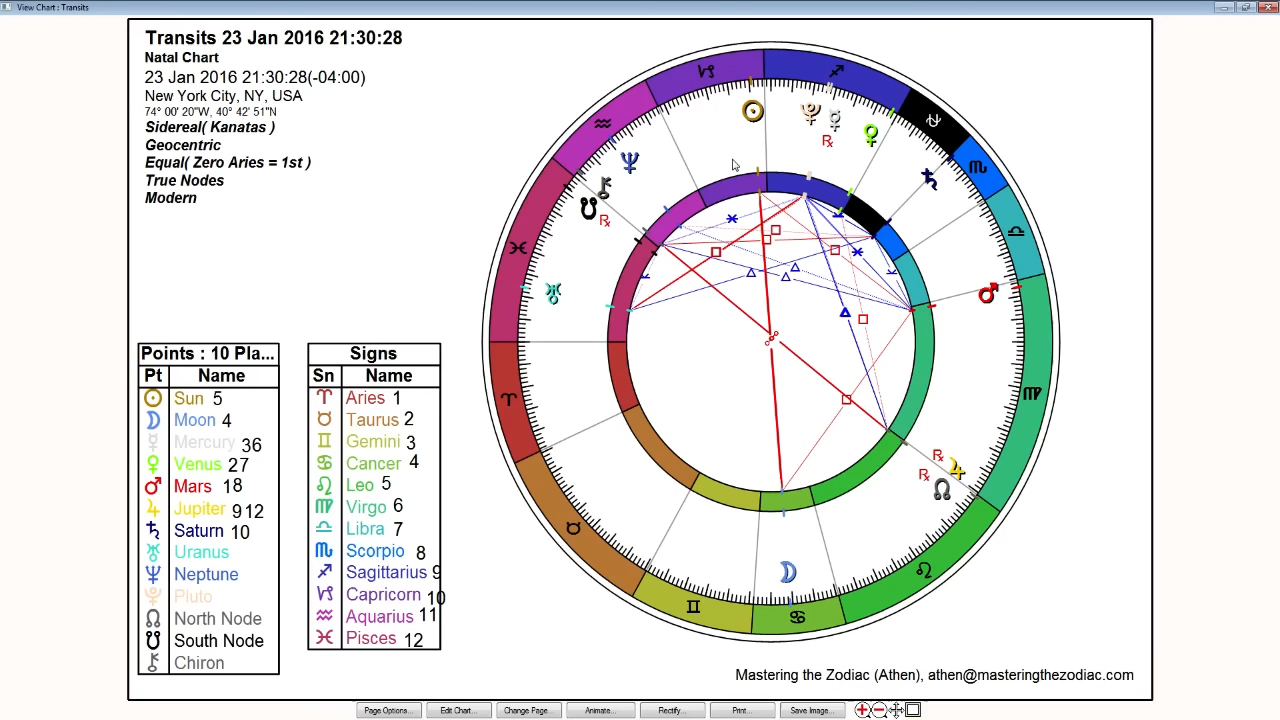 View Chart : Transits
Transits 23 Jan 2016 21:30:28
Natal Chart
23 Jan 2016 21:30:28(-04:00)
New York City, NY, USA
74° 00' 20"W, 40° 42' 51"N
Sidereal( Kanatas )
Geocentric
Equal( Zero Aries = 1st )
True Nodes
Modern
Points : 10 Pla...
Pt Name
Sun 5
Moon 4
Mercury 36
Venus 27
Mars 18
Jupiter 9 12
Saturn 10
Uranus
Neptune
Pluto
North Node
South Node
Chiron
Signs
Sn Name
Aries 1
Taurus 2
Gemini 3
Cancer 4
Leo 5
Virgo 6
Libra 7
Scorpio 8
Sagittarius 9
Capricorn 10
Aquarius 11
Pisces 12
Mastering the Zodiac (Athen), athen@masteringthezodiac.com
Page Options... Edit Chart... Change Page... Animate... Rectify... Print... Save Image...